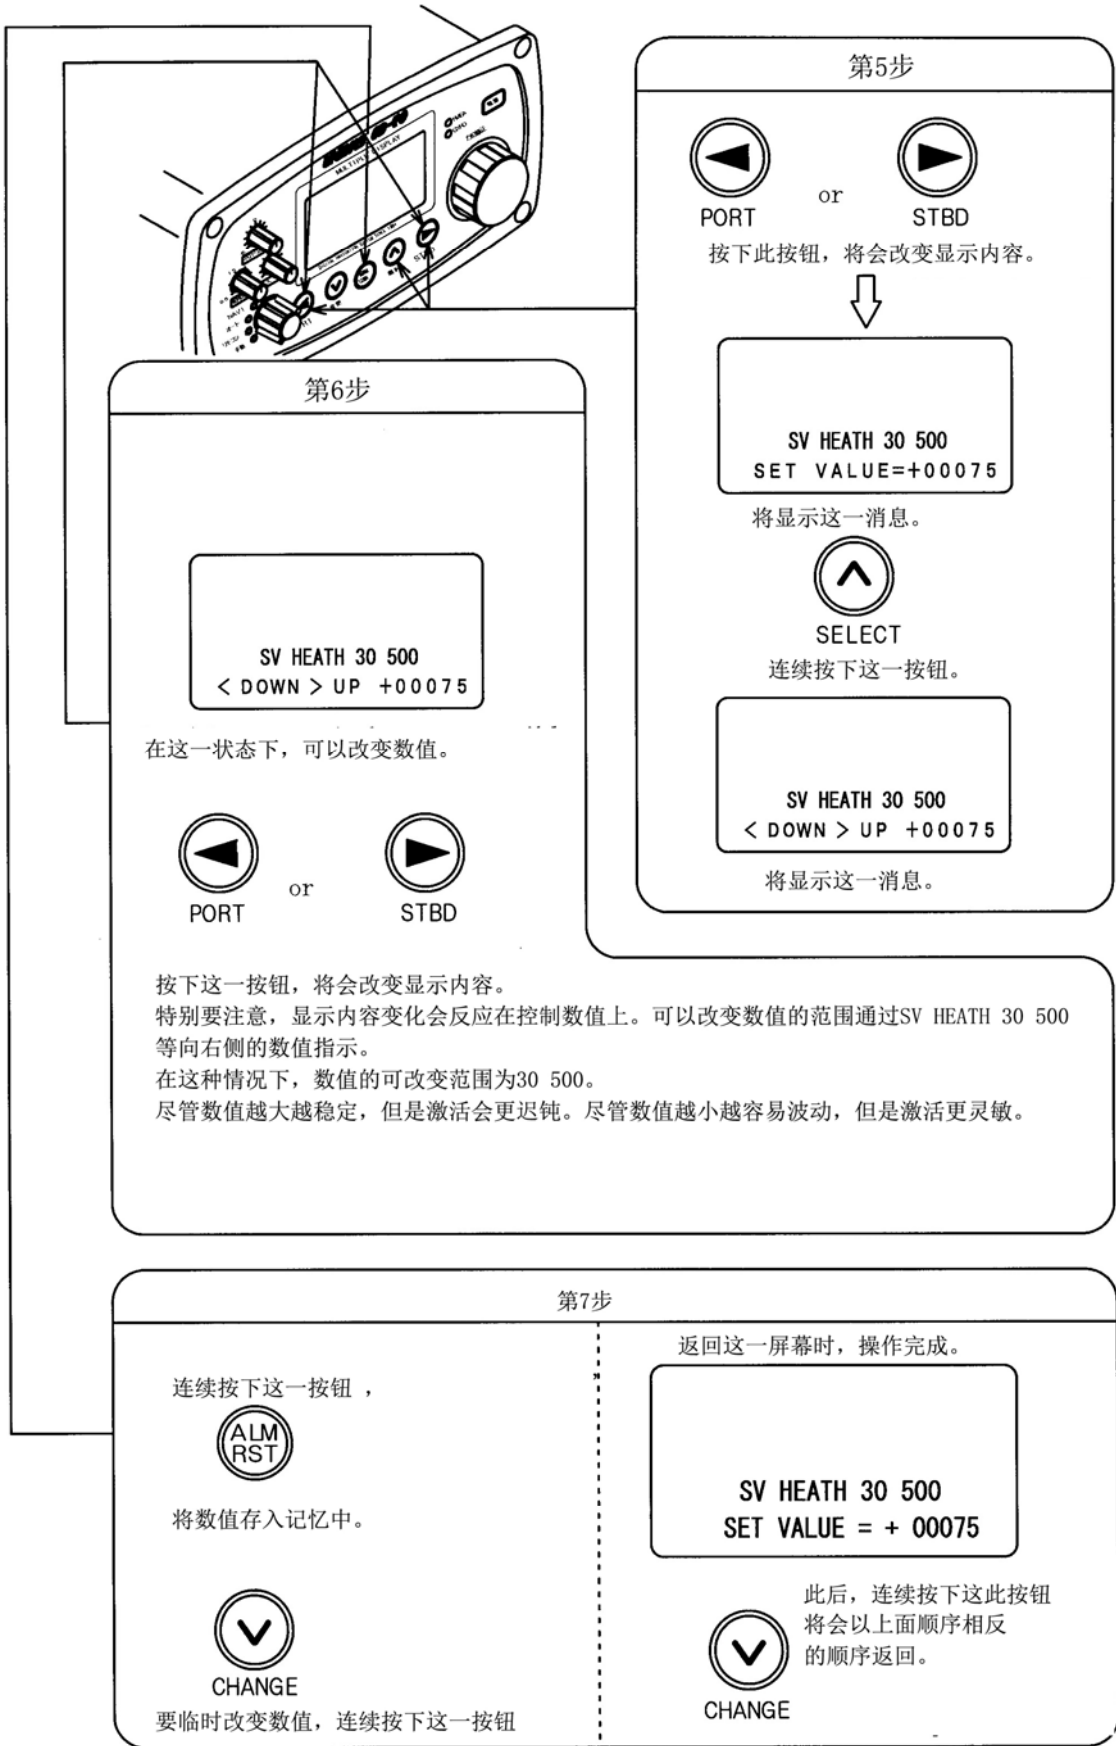 MULTIPLE DISPLAY
第5步
PORT
or
STBD
按下此按钮，将会改变显示内容。
SV HEATH 30 500
SET VALUE=+00075
将显示这一消息。
SELECT
连续按下这一按钮。
SV HEATH 30 500
< DOWN > UP +00075
将显示这一消息。
第6步
SV HEATH 30 500
< DOWN > UP +00075
在这一状态下，可以改变数值。
PORT
or
STBD
按下这一按钮，将会改变显示内容。
特别要注意，显示内容变化会反应在控制数值上。可以改变数值的范围通过SV HEATH 30 500
等向右侧的数值指示。
在这种情况下，数值的可改变范围为30 500。
尽管数值越大越稳定，但是激活会更迟钝。尽管数值越小越容易波动，但是激活更灵敏。
第7步
连续按下这一按钮 ，
ALM
RST
将数值存入记忆中。
CHANGE
要临时改变数值，连续按下这一按钮
返回这一屏幕时，操作完成。
SV HEATH 30 500
SET VALUE = + 00075
此后，连续按下这此按钮
将会以上面顺序相反
的顺序返回。
CHANGE